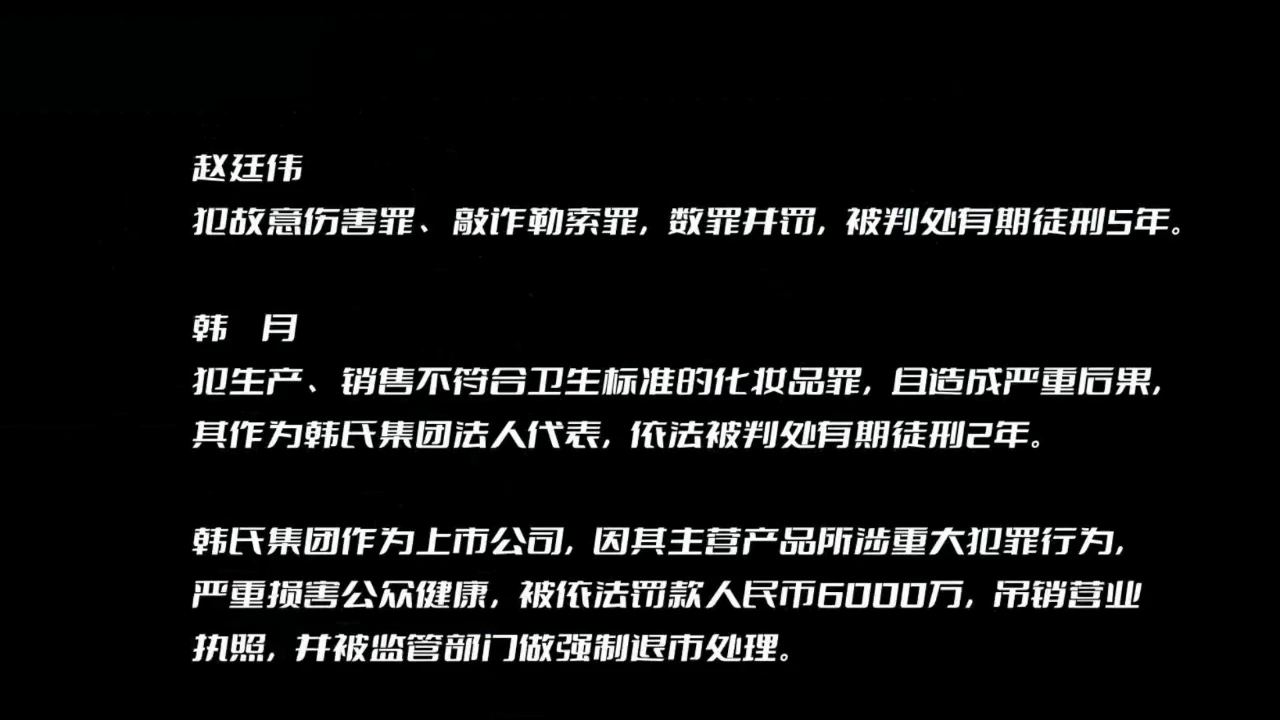 赵廷伟
犯故意伤害罪、敲诈勒索罪，数罪并罚，被判处有期徒刑5年。
韩 月
犯生产、销售不符合卫生标准的化妆品罪，且造成严重后果，
其作为韩氏集团法人代表，依法被判处有期徒刑2年。
韩氏集团作为上市公司，因其主营产品所涉重大犯罪行为，
严重损害公众健康，被依法罚款人民币6000万，吊销营业
执照，并被监管部门做强制退市处理。